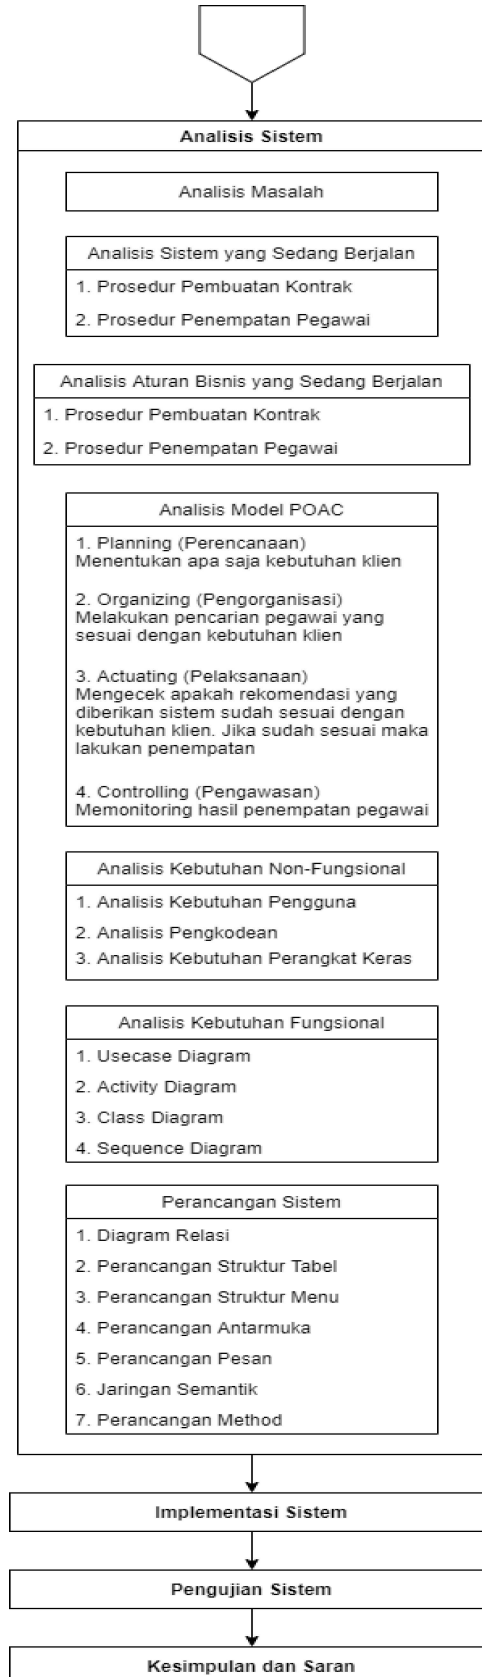 Analisis Sistem
Analisis Masalah
Analisis Sistem yang Sedang Berjalan
1. Prosedur Pembuatan Kontrak
2. Prosedur Penempatan Pegawai
Analisis Aturan Bisnis yang Sedang Berjalan
1. Prosedur Pembuatan Kontrak
2. Prosedur Penempatan Pegawai
Analisis Model POAC
1. Planning (Perencanaan)
Menentukan apa saja kebutuhan klien
2. Organizing (Pengorganisasi)
Melakukan pencarian pegawai yang
sesuai dengan kebutuhan klien
3. Actuating (Pelaksanaan)
Mengecek apakah rekomendasi yang
diberikan sistem sudah sesuai dengan
kebutuhan klien. Jika sudah sesuai maka
lakukan penempatan
4. Controlling (Pengawasan)
Memonitoring hasil penempatan pegawai
Analisis Kebutuhan Non-Fungsional
1. Analisis Kebutuhan Pengguna
2. Analisis Pengkodean
3. Analisis Kebutuhan Perangkat Keras
Analisis Kebutuhan Fungsional
1. Usecase Diagram
2. Activity Diagram
3. Class Diagram
4. Sequence Diagram
Perancangan Sistem
1. Diagram Relasi
2. Perancangan Struktur Tabel
3. Perancangan Struktur Menu
4. Perancangan Antarmuka
5. Perancangan Pesan
6. Jaringan Semantik
7. Perancangan Method
Implementasi Sistem
Pengujian Sistem
Kesimpulan dan Saran